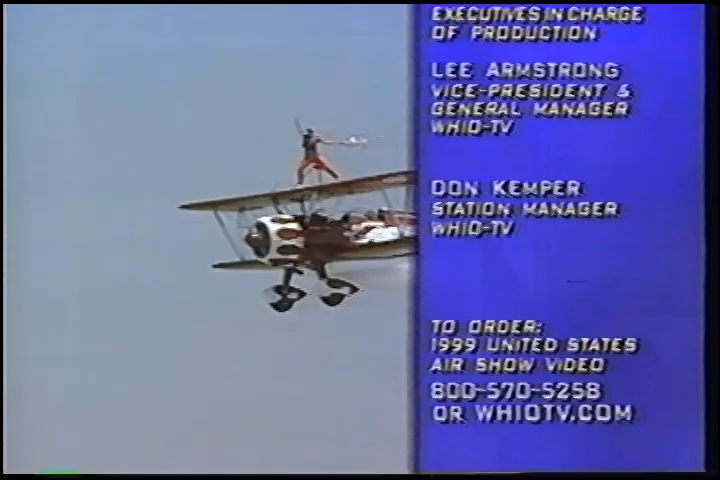 EXECUTIVES IN CHARGE
OF PRODUCTION
LEE ARMSTRONG
VICE-PRESIDENT &
GENERAL MANAGER
WHIO-TV
DON KEMPER
STATION MANAGER
WHIO-TV
TO ORDER:
1999 UNITED STATES
AIR SHOW VIDEO
800-570-5258
OR WHIOTV.COM